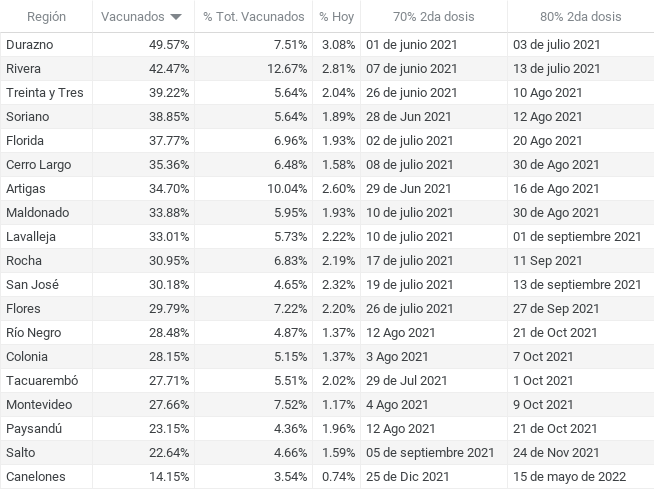 Región Vacunados % Tot. Vacunados % Hoy 70% 2da dosis 80% 2da dosis
Durazno 49.57% 7.51% 3.08% 01 de junio 2021 03 de julio 2021
Rivera 42.47% 12.67% 2.81% 07 de junio 2021 13 de julio 2021
Treinta y Tres 39.22% 5.64% 2.04% 26 de junio 2021 10 Ago 2021
Soriano 38.85% 5.64% 1.89% 28 de Jun 2021 12 Ago 2021
Florida 37.77% 6.96% 1.93% 02 de julio 2021 20 Ago 2021
Cerro Largo 35.36% 6.48% 1.58% 08 de julio 2021 30 de Ago 2021
Artigas 34.70% 10.04% 2.60% 29 de Jun 2021 16 de Ago 2021
Maldonado 33.88% 5.95% 1.93% 10 de julio 2021 30 de Ago 2021
Lavalleja 33.01% 5.73% 2.22% 10 de julio 2021 01 de septiembre 2021
Rocha 30.95% 6.83% 2.19% 17 de julio 2021 11 Sep 2021
San José 30.18% 4.65% 2.32% 19 de julio 2021 13 de septiembre 2021
Flores 29.79% 7.22% 2.20% 26 de julio 2021 27 de Sep 2021
Río Negro 28.48% 4.87% 1.37% 12 Ago 2021 21 de Oct 2021
Colonia 28.15% 5.15% 1.37% 3 Ago 2021 7 Oct 2021
Tacuarembó 27.71% 5.51% 2.02% 29 de Jul 2021 1 Oct 2021
Montevideo 27.66% 7.52% 1.17% 4 Ago 2021 9 Oct 2021
Paysandú 23.15% 4.36% 1.96% 12 Ago 2021 21 de Oct 2021
Salto 22.64% 4.66% 1.59% 05 de septiembre 2021 24 de Nov 2021
Canelones 14.15% 3.54% 0.74% 25 de Dic 2021 15 de mayo de 2022